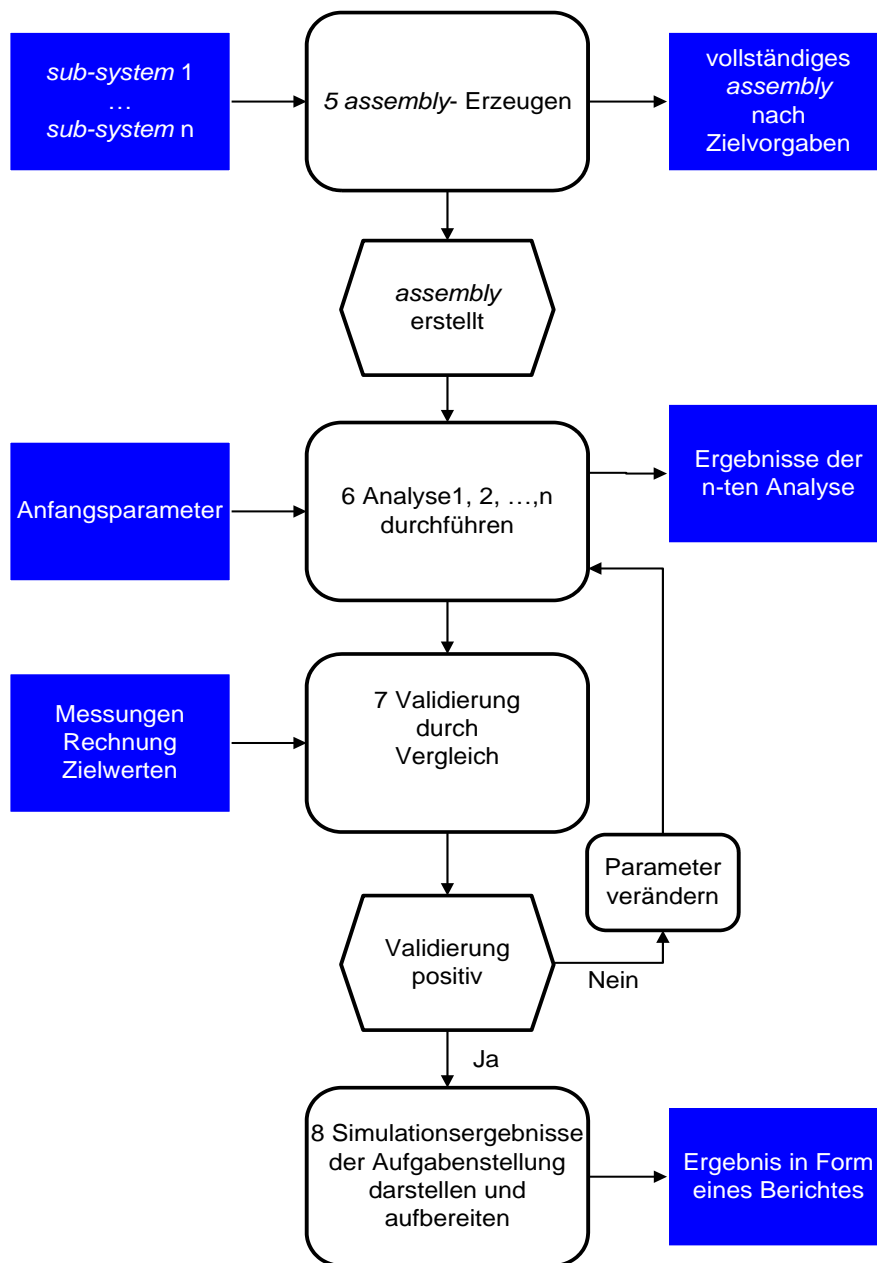 sub-system 1
…
sub-system n
5 assembly- Erzeugen
vollständiges
assembly
nach
Zielvorgaben
assembly
erstellt
Anfangsparameter
6 Analyse1, 2, …,n
durchführen
Ergebnisse der
n-ten Analyse
Messungen
Rechnung
Zielwerten
7 Validierung
durch
Vergleich
Parameter
verändern
Validierung
positiv
Nein
Ja
8 Simulationsergebnisse
der Aufgabenstellung
darstellen und
aufbereiten
Ergebnis in Form
eines Berichtes